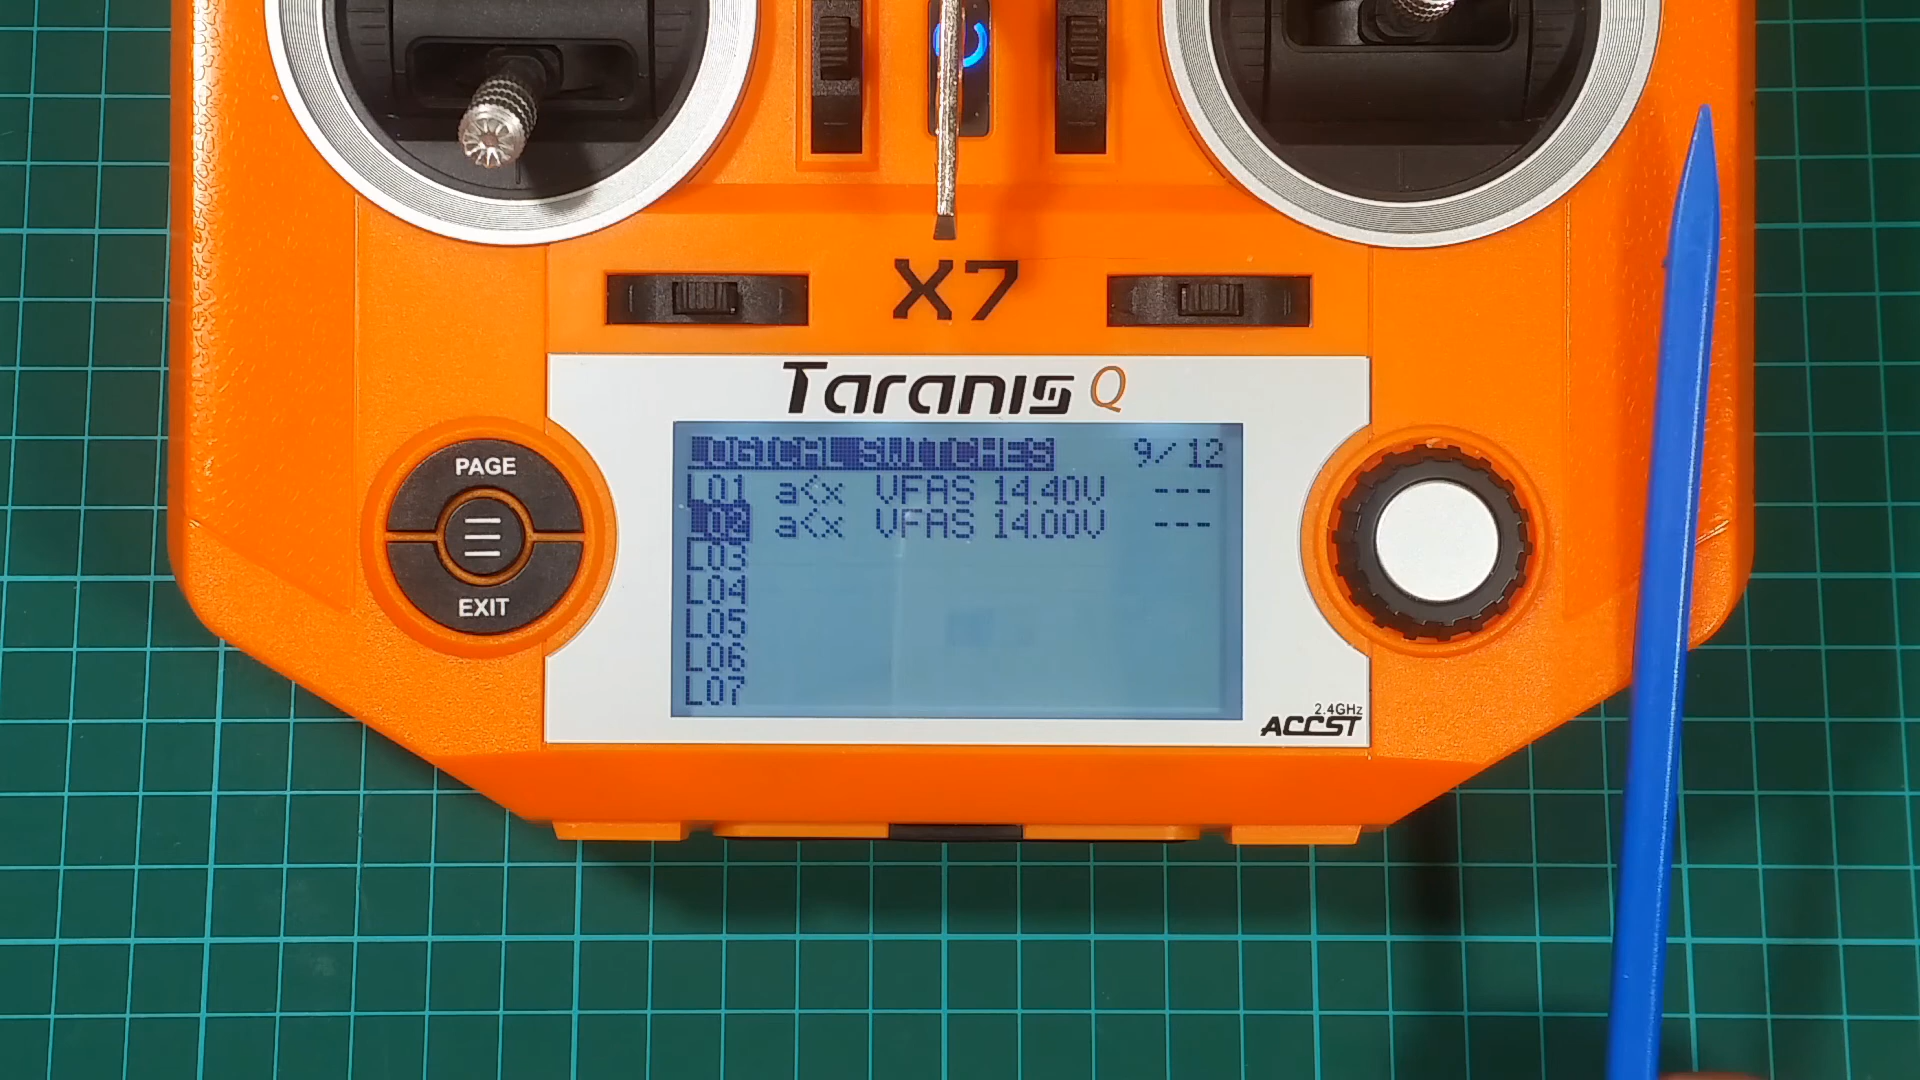 X7
Taranis Q
PAGE
EXIT
LOGICAL SWITCHES 9/12
L01 a<x VFAS 14.40V ---
L02 a<x VFAS 14.00V ---
L03
L04
L05
L06
L07
2.4GHz
ACCST